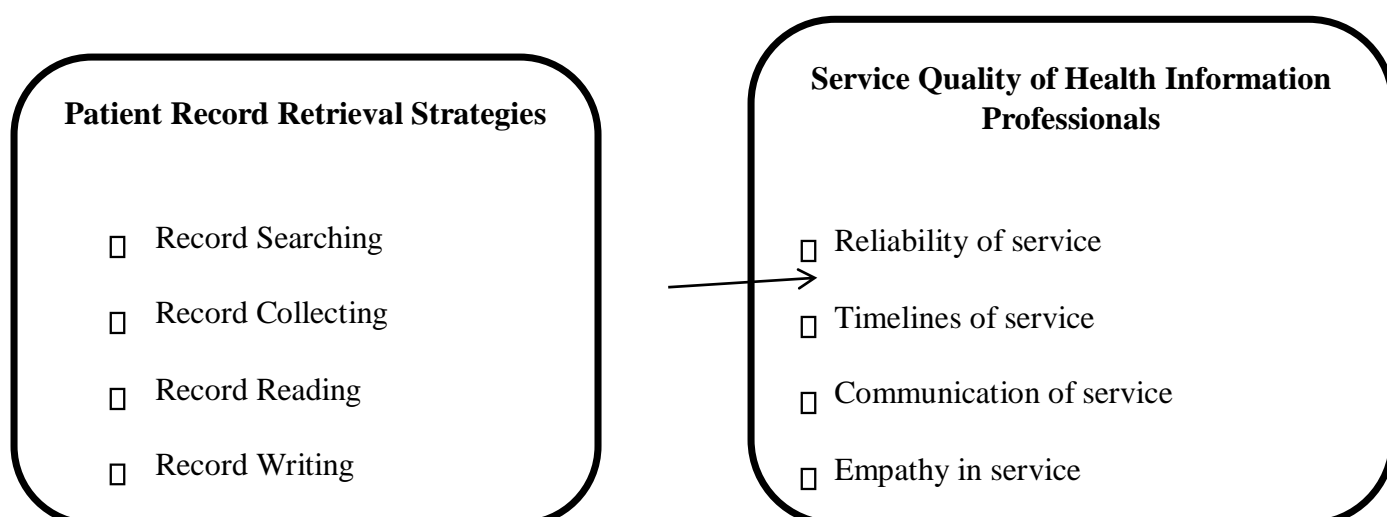 Patient Record Retrieval Strategies
Record Searching
Record Collecting
Record Reading
Record Writing
Service Quality of Health Information
Professionals
Reliability of service
Timelines of service
Communication of service
Empathy in service